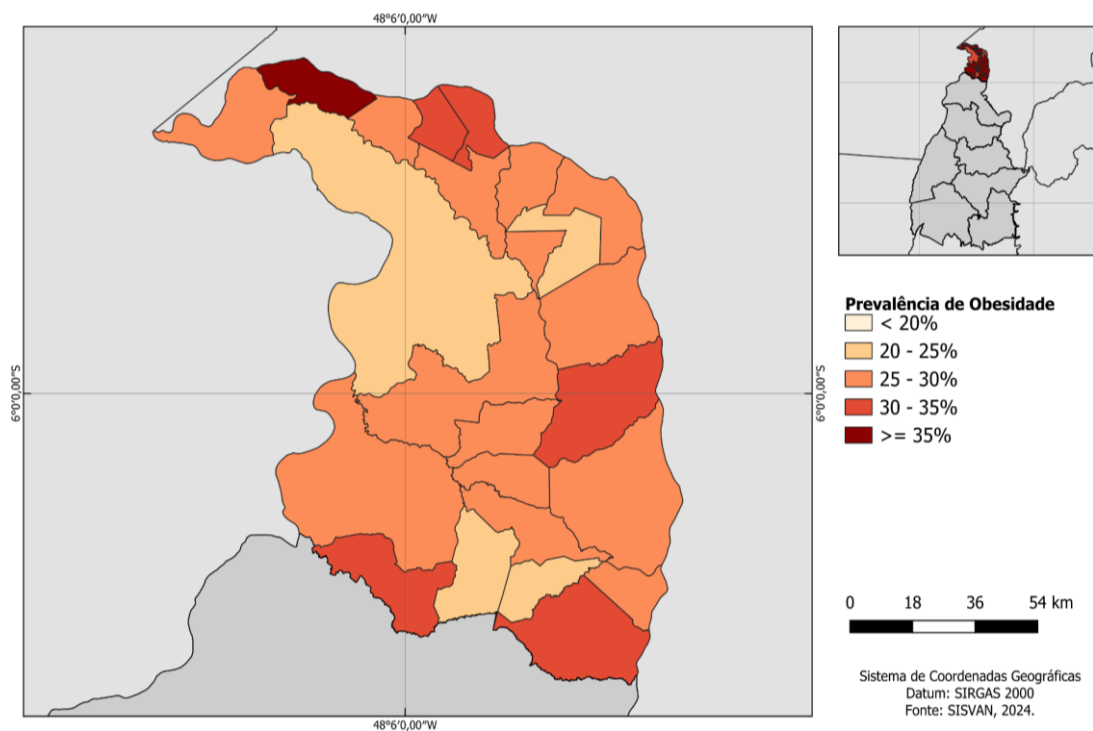 48°6'0,00"W
6°0'0,00"S
6°0'0,00"S
48°6'0,00"W
Prevalência de Obesidade
< 20%
20 - 25%
25 - 30%
30 - 35%
>= 35%
0 18 36 54 km
Sistema de Coordenadas Geográficas
Datum: SIRGAS 2000
Fonte: SISVAN, 2024.